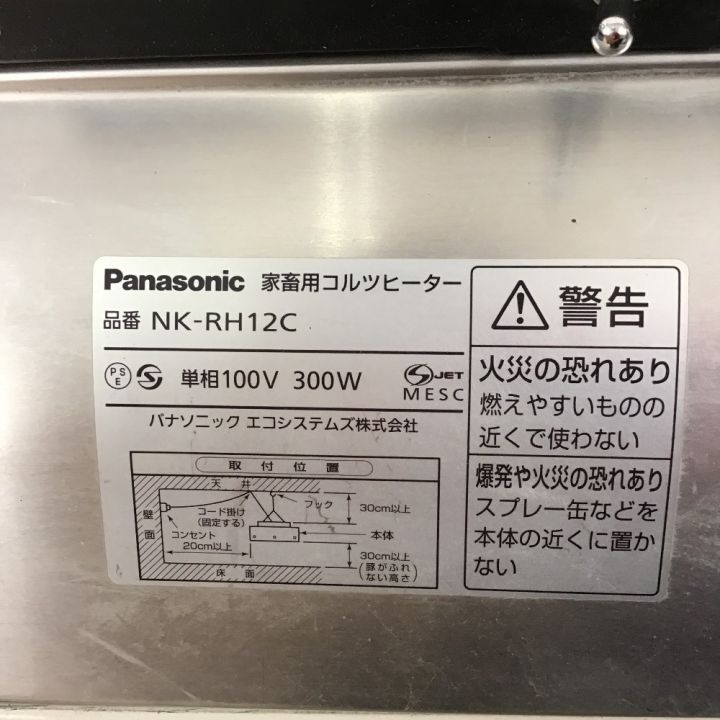 Panasonic 家畜用コルツヒーター
品番 NK-RH12C
PS
E
単相100V 300W
S JET
MESC
パナソニック エコシステムズ株式会社
取付位置
天井
壁面
コード掛け
(固定する)
フック
30cm以上
コンセント
20cm以上
本体
30cm以上
(豚がふれ
ない高さ)
床面
警告
火災の恐れあり
燃えやすいものの
近くで使わない
爆発や火災の恐れあり
スプレー缶などを
本体の近くに置か
ない